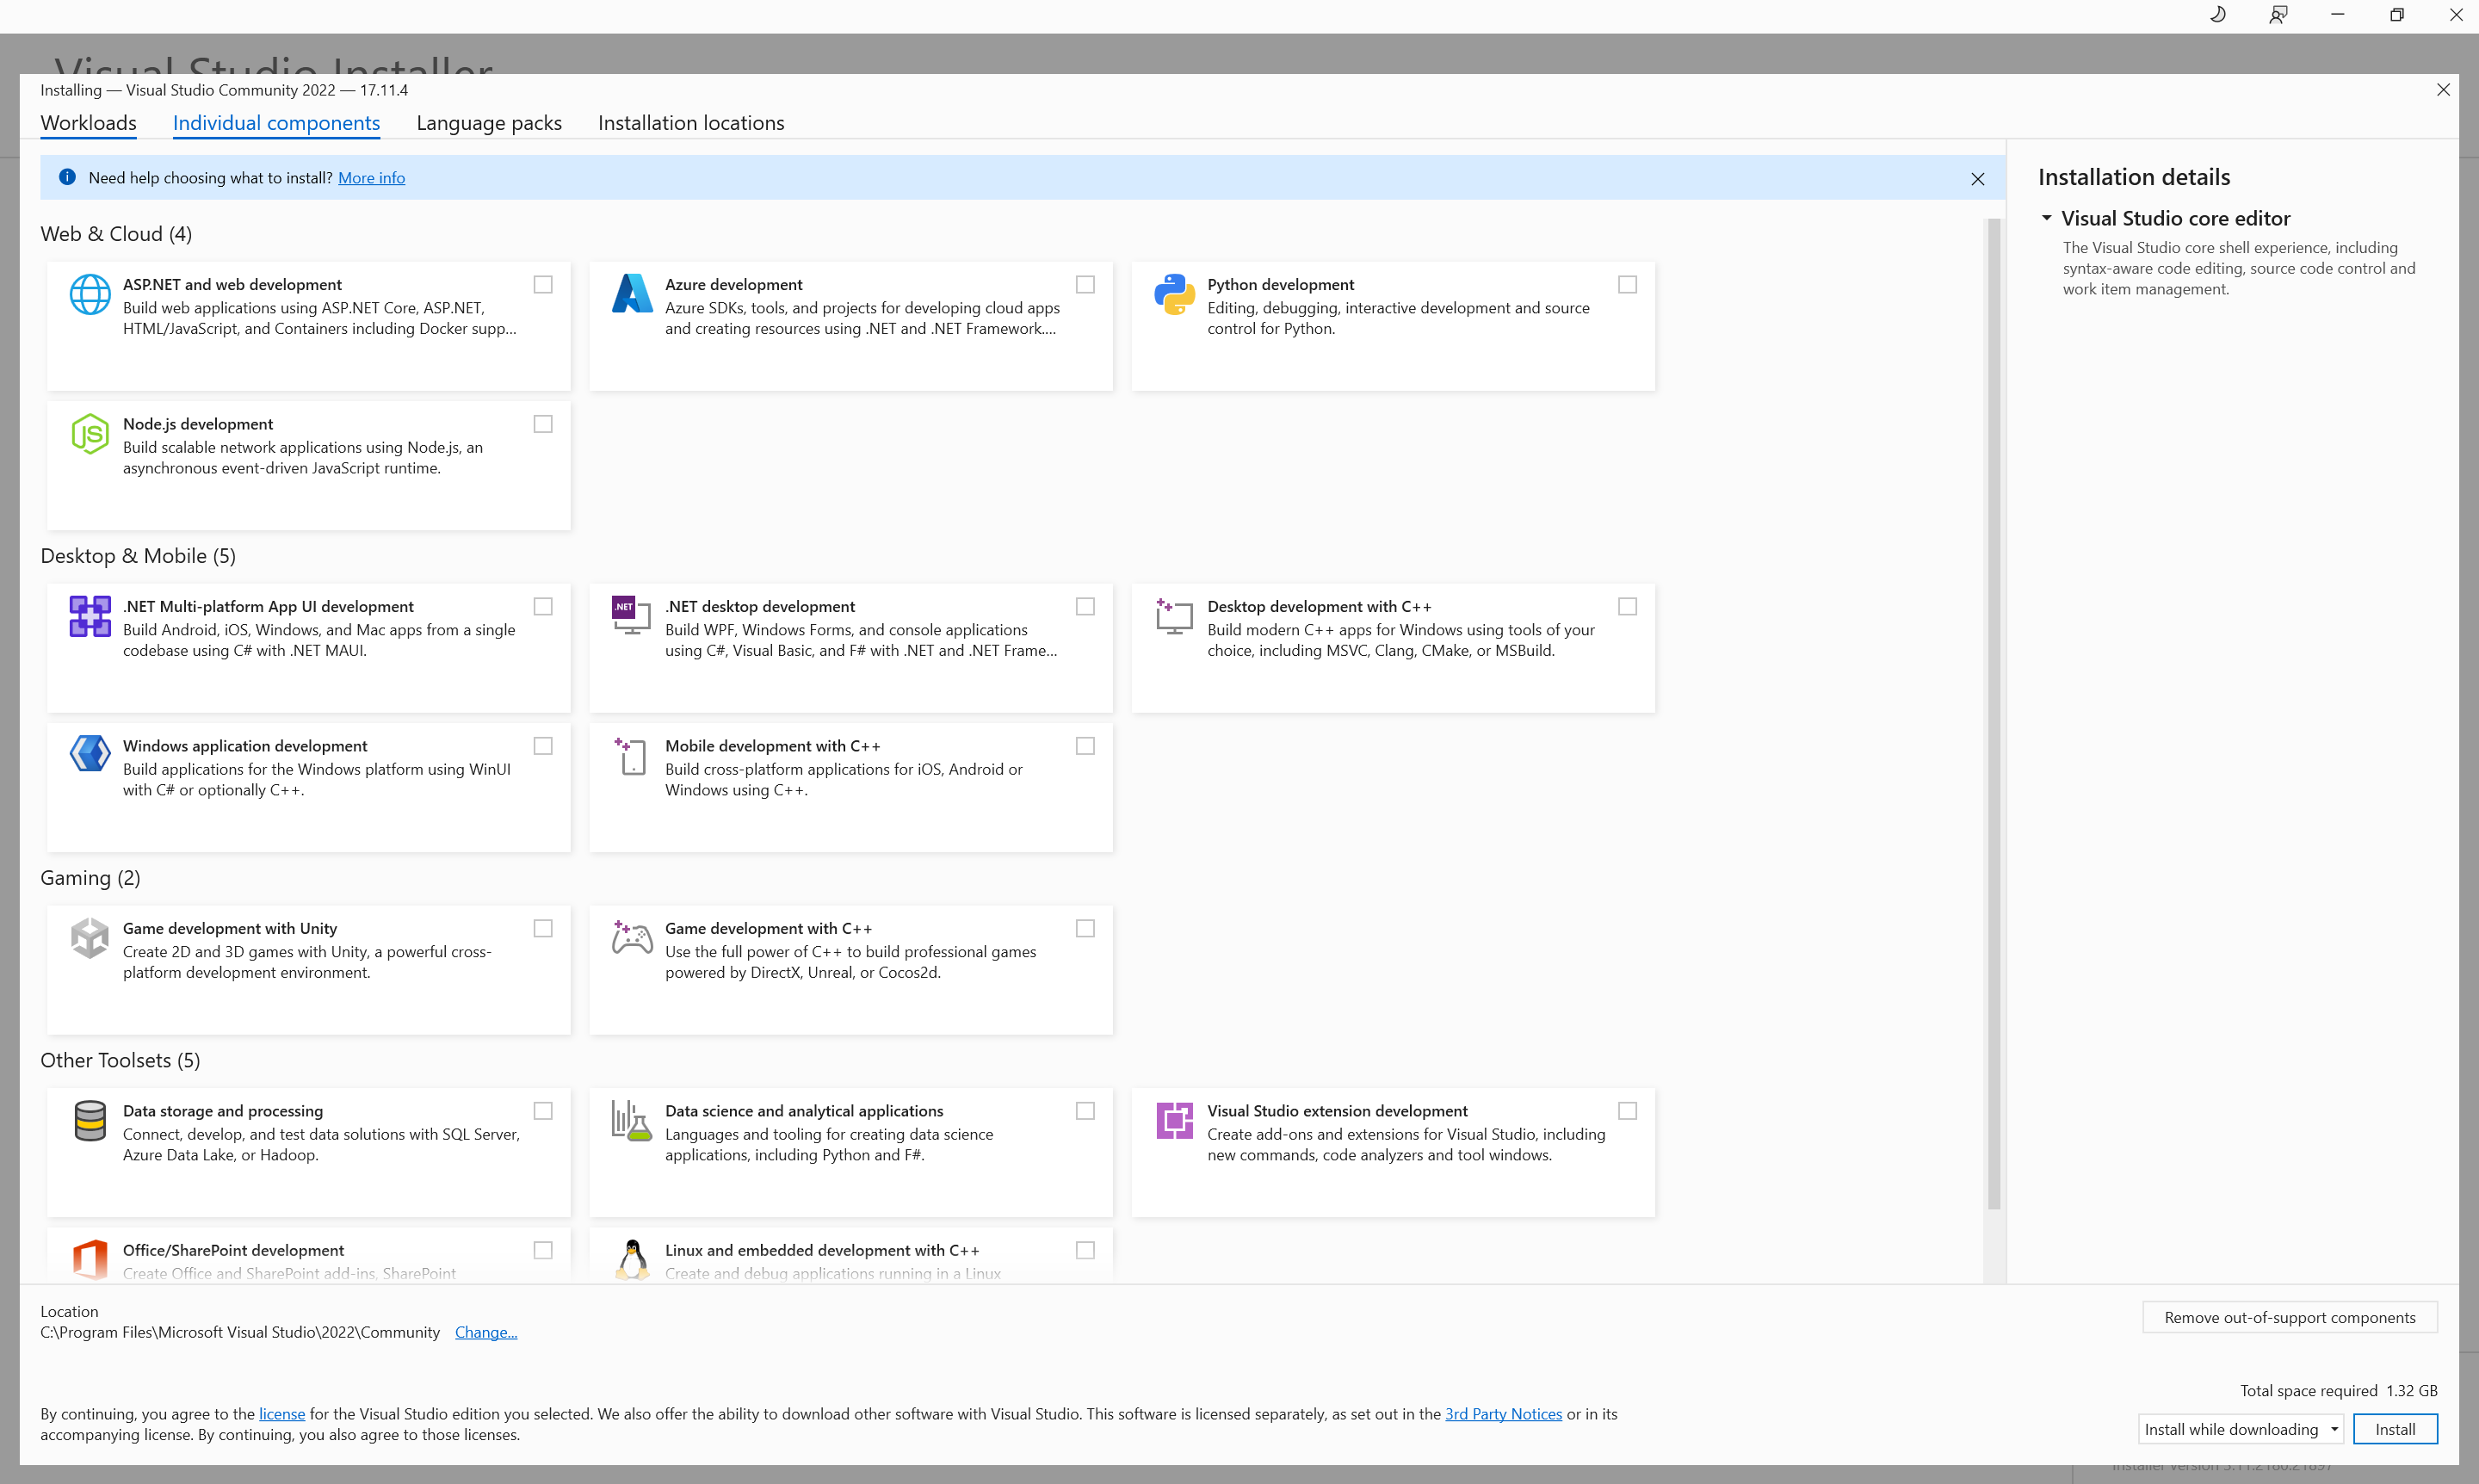 Visual Studio Installer
Installing — Visual Studio Community 2022 — 17.11.4
Workloads
Individual components
Language packs
Installation locations
Need help choosing what to install? More info
Web & Cloud (4)
ASP.NET and web development
Build web applications using ASP.NET Core, ASP.NET,
HTML/JavaScript, and Containers including Docker supp...
Azure development
Azure SDKs, tools, and projects for developing cloud apps
and creating resources using .NET and .NET Framework....
Python development
Editing, debugging, interactive development and source
control for Python.
JS
Node.js development
Build scalable network applications using Node.js, an
asynchronous event-driven JavaScript runtime.
Desktop & Mobile (5)
.NET Multi-platform App UI development
Build Android, iOS, Windows, and Mac apps from a single
codebase using C# with .NET MAUI.
.NET
.NET desktop development
Build WPF, Windows Forms, and console applications
using C#, Visual Basic, and F# with .NET and .NET Frame...
Desktop development with C++
Build modern C++ apps for Windows using tools of your
choice, including MSVC, Clang, CMake, or MSBuild.
Windows application development
Build applications for the Windows platform using WinUI
with C# or optionally C++.
Mobile development with C++
Build cross-platform applications for iOS, Android or
Windows using C++.
Gaming (2)
Game development with Unity
Create 2D and 3D games with Unity, a powerful cross-
platform development environment.
Game development with C++
Use the full power of C++ to build professional games
powered by DirectX, Unreal, or Cocos2d.
Other Toolsets (5)
Data storage and processing
Connect, develop, and test data solutions with SQL Server,
Azure Data Lake, or Hadoop.
Data science and analytical applications
Languages and tooling for creating data science
applications, including Python and F#.
Visual Studio extension development
Create add-ons and extensions for Visual Studio, including
new commands, code analyzers and tool windows.
Office/SharePoint development
Create Office and SharePoint add-ins, SharePoint
Linux and embedded development with C++
Create and debug applications running in a Linux
Installation details
Visual Studio core editor
The Visual Studio core shell experience, including
syntax-aware code editing, source code control and
work item management.
Location
C:\Program Files\Microsoft Visual Studio\2022\Community Change...
Remove out-of-support components
Total space required 1.32 GB
By continuing, you agree to the license for the Visual Studio edition you selected. We also offer the ability to download other software with Visual Studio. This software is licensed separately, as set out in the 3rd Party Notices or in its
accompanying license. By continuing, you also agree to those licenses.
Install while downloading
Install